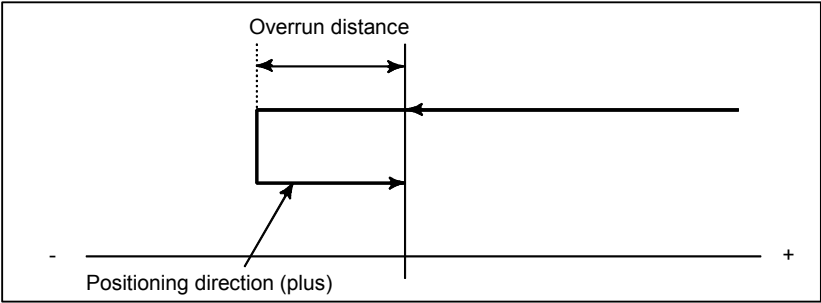 Overrun distance
- +
Positioning direction (plus)